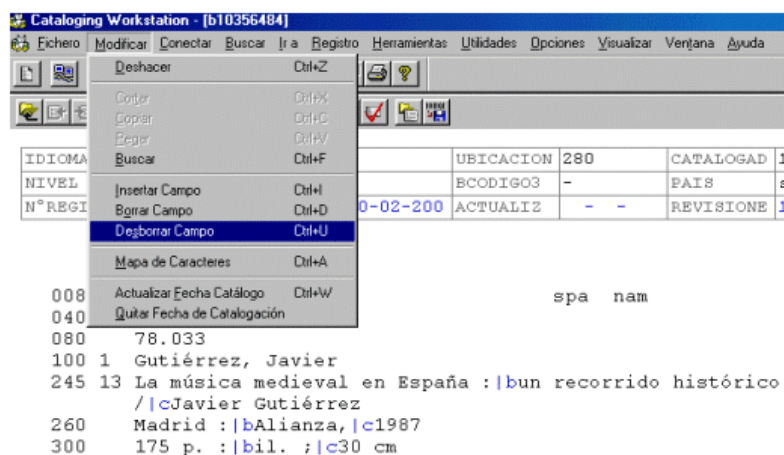 Cataloging Workstation - [b10356484]
Fichero Modificar Conectar Buscar Ir a Registro Herramientas Utilidades Opciones Visualizar Ventana Ayuda
Deshacer Ctrl+Z
Cortar Ctrl+X
Copiar Ctrl+C
Pegar Ctrl+V
Buscar Ctrl+F
Insertar Campo Ctrl+I
Borrar Campo Ctrl+D
Desborrar Campo Ctrl+U
Mapa de Caracteres Ctrl+A
Actualizar Fecha Catálogo Ctrl+W
Quitar Fecha de Catalogación
IDIOMA UBICACION 280 CATALOGAD 1
NIVEL BCODIGO3 - PAIS s
N°REGI 0-02-200 ACTUALIZ - - REVISIONE 1
008 spa nam
040
080 78.033
100 1 Gutiérrez, Javier
245 13 La música medieval en España :|bun recorrido histórico
/|cJavier Gutiérrez
260 Madrid :|bAlianza,|c1987
300 175 p. :|bil. ;|c30 cm